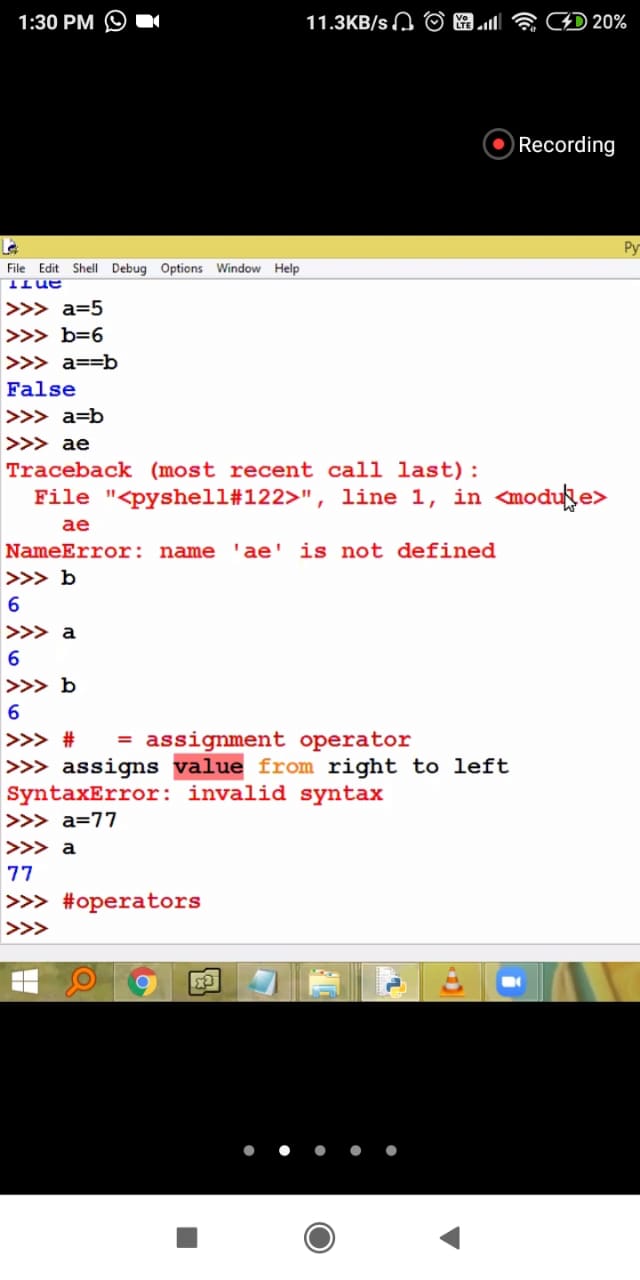 1:30 PM 11.3KB/s Vo LTE 20%
Recording
Py
File Edit Shell Debug Options Window Help
True
>>> a=5
>>> b=6
>>> a==b
False
>>> a=b
>>> ae
Traceback (most recent call last):
  File "<pyshell#122>", line 1, in <module>
    ae
NameError: name 'ae' is not defined
>>> b
6
>>> a
6
>>> b
6
>>> #   = assignment operator
>>> assigns value from right to left
SyntaxError: invalid syntax
>>> a=77
>>> a
77
>>> #operators
>>>